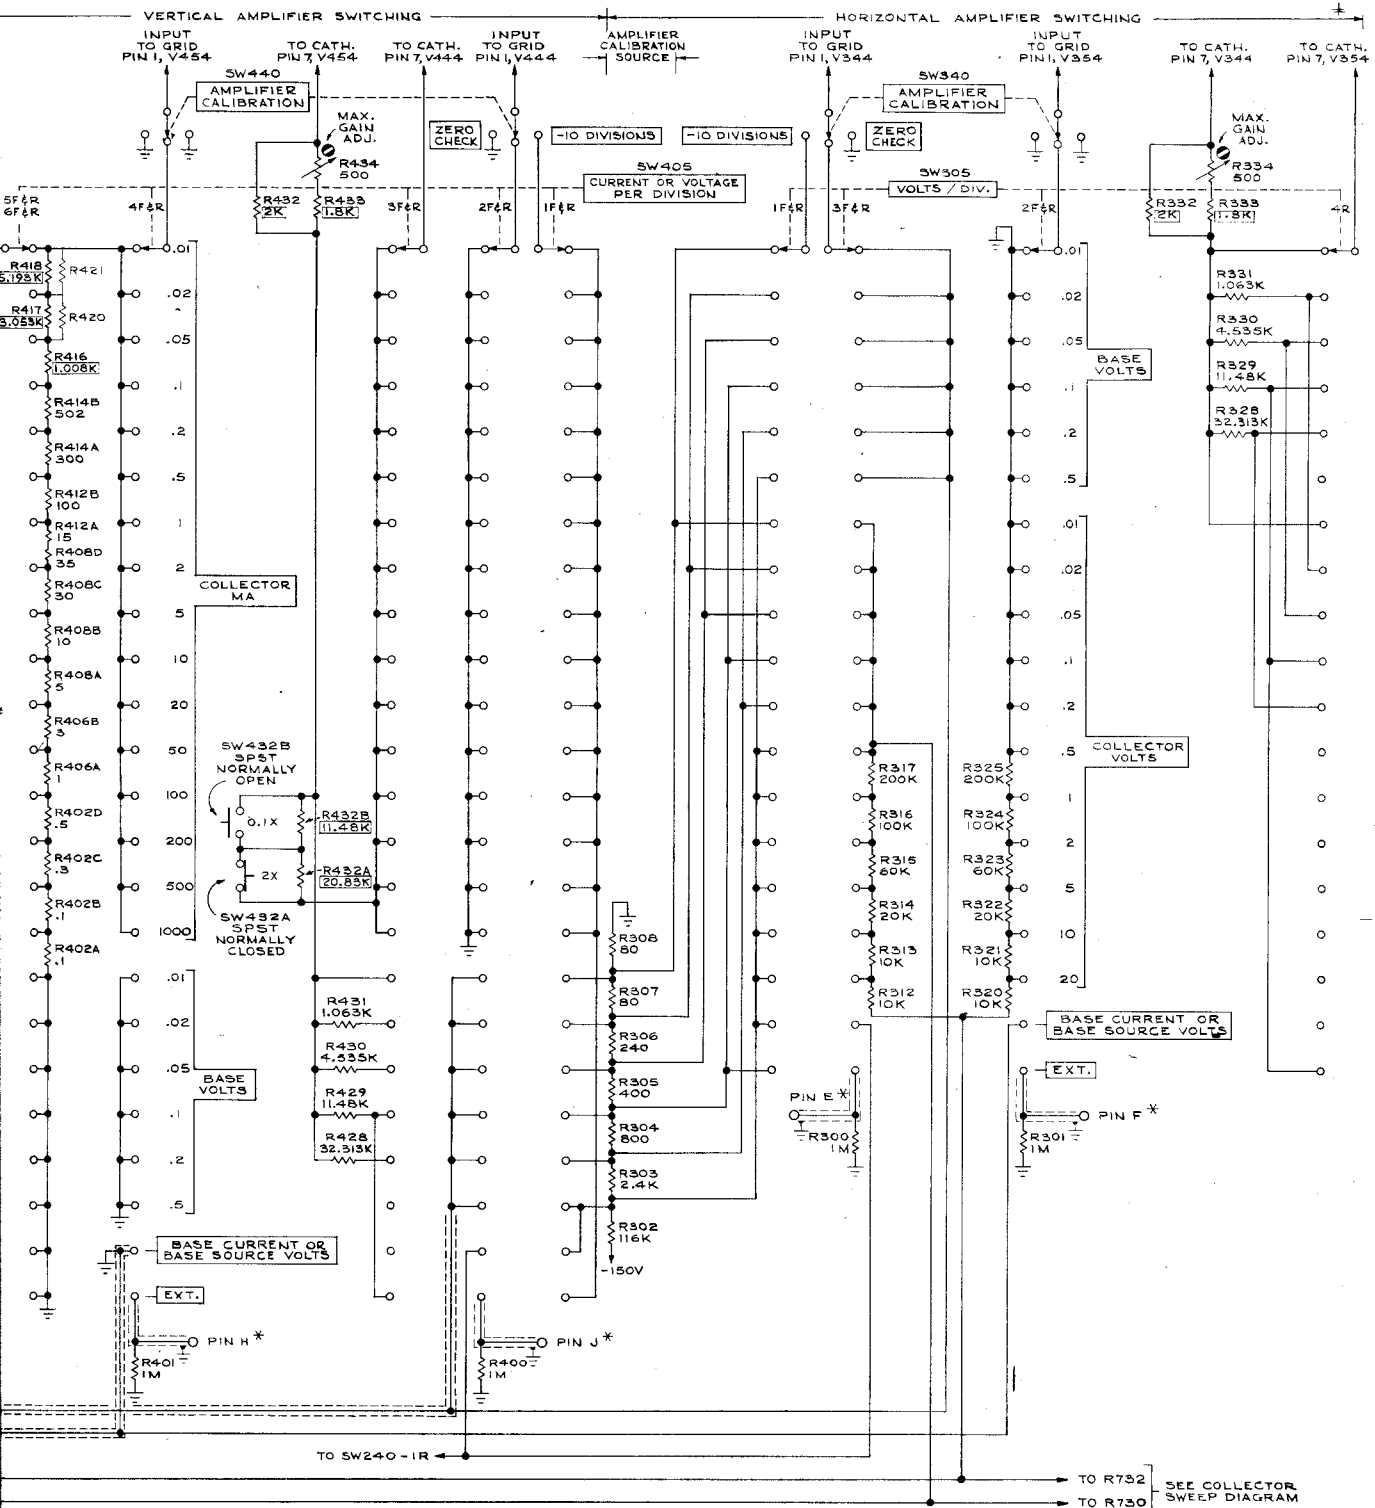 VERTICAL AMPLIFIER SWITCHING
HORIZONTAL AMPLIFIER SWITCHING
INPUT
TO GRID
PIN 1, V454
TO CATH.
PIN 7, V454
TO CATH.
PIN 7, V444
INPUT
TO GRID
PIN 1, V444
AMPLIFIER
CALIBRATION
SOURCE
INPUT
TO GRID
PIN 1, V344
INPUT
TO GRID
PIN 1, V354
TO CATH.
PIN 7, V344
TO CATH.
PIN 7, V354
SW440
AMPLIFIER
CALIBRATION
SW340
AMPLIFIER
CALIBRATION
MAX.
GAIN
ADJ.
R434
500
ZERO
CHECK
-10 DIVISIONS
-10 DIVISIONS
ZERO
CHECK
MAX.
GAIN
ADJ.
R334
500
SW405
CURRENT OR VOLTAGE
PER DIVISION
SW305
VOLTS / DIV.
5F&R
6F&R
4F&R
R432
2K
R433
1.8K
3F&R
2F&R
1F&R
1F&R
3F&R
2F&R
R332
2K
R333
1.8K
4R
R418
5.193K
R421
R417
3.053K
R420
R416
1.008K
R414B
502
R414A
300
R412B
100
R412A
15
R408D
35
R408C
30
R408B
10
R408A
5
R406B
3
R406A
1
R402D
.5
R402C
.3
R402B
.1
R402A
.1
.01
.02
.05
.1
.2
.5
1
2
5
10
20
50
100
200
500
1000
COLLECTOR
MA
.01
.02
.05
.1
.2
.5
BASE
VOLTS
BASE CURRENT OR
BASE SOURCE VOLTS
EXT.
PIN H*
R401
1M
SW432B
SPST
NORMALLY
OPEN
0.1X
R432B
11.48K
2X
R432A
20.83K
SW432A
SPST
NORMALLY
CLOSED
R431
1.063K
R430
4.535K
R429
11.48K
R428
32.313K
PIN J*
R400
1M
R308
80
R307
80
R306
240
R305
400
R304
800
R303
2.4K
R302
116K
-150V
R317
200K
R316
100K
R315
60K
R314
20K
R313
10K
R312
10K
R325
200K
R324
100K
R323
60K
R322
20K
R321
10K
R320
10K
.01
.02
.05
.1
.2
.5
BASE
VOLTS
.01
.02
.05
.1
.2
.5
1
2
5
10
20
COLLECTOR
VOLTS
BASE CURRENT OR
BASE SOURCE VOLTS
EXT.
PIN E*
R300
1M
PIN F*
R301
1M
R331
1.063K
R330
4.535K
R329
11.48K
R328
32.313K
TO SW240-1R
TO R732
TO R730
SEE COLLECTOR
SWEEP DIAGRAM